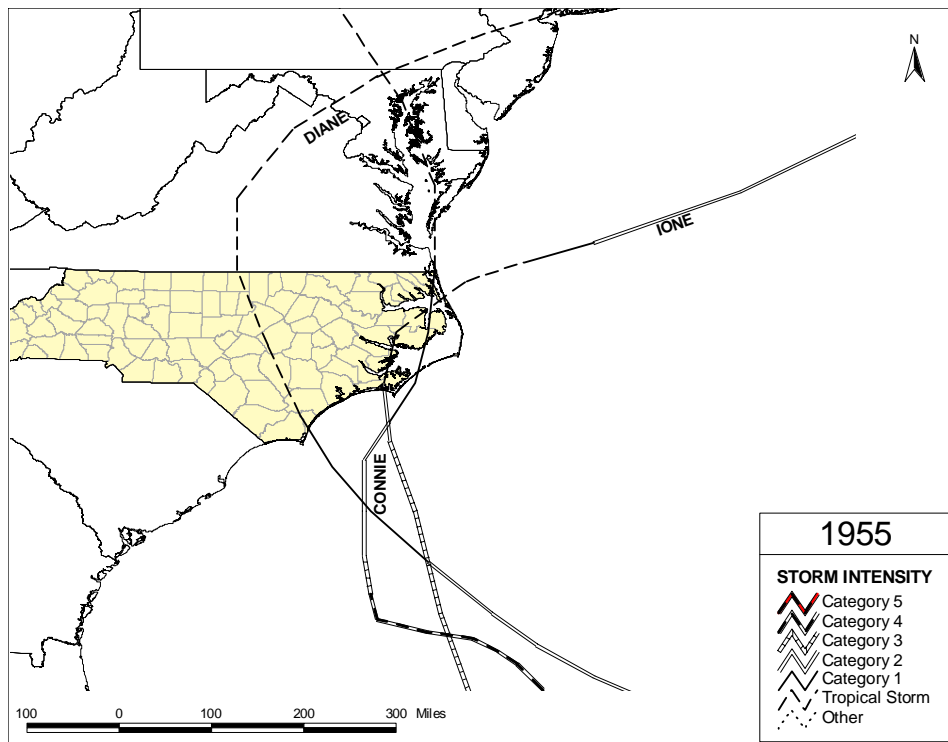 N
DIANE
IONE
CONNIE
1955
STORM INTENSITY
Category 5
Category 4
Category 3
Category 2
Category 1
Tropical Storm
Other
100 0 100 200 300 Miles